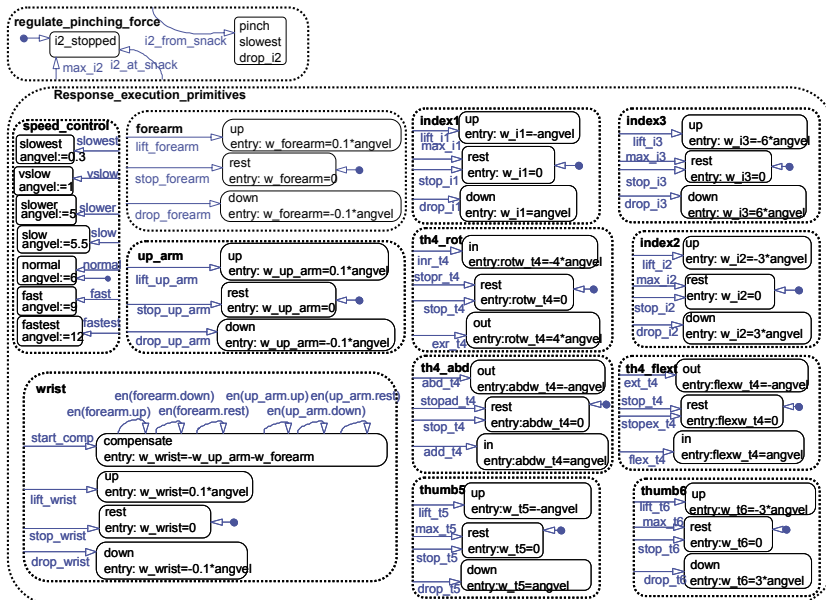 regulate_pinching_force
i2_stopped
max_i2
i2_at_snack
i2_from_snack
pinch
slowest
drop_i2
Response_execution_primitives
speed_control
slowest
slowest
angvel:=0.3
vslow
vslow
angvel:=1
slower
slower
angvel:=5
slow
slow
angvel:=5.5
normal
normal
angvel:=6
fast
fast
angvel:=9
fastest
fastest
angvel:=12
forearm
up
entry: w_forearm=0.1*angvel
lift_forearm
rest
entry: w_forearm=0
stop_forearm
down
entry: w_forearm=-0.1*angvel
drop_forearm
up_arm
up
entry: w_up_arm=0.1*angvel
lift_up_arm
rest
entry: w_up_arm=0
stop_up_arm
down
entry: w_up_arm=-0.1*angvel
drop_up_arm
wrist
en(forearm.up)
en(forearm.down)
en(forearm.rest)
en(up_arm.up)
en(up_arm.down)
en(up_arm.rest)
start_comp
compensate
entry: w_wrist=-w_up_arm-w_forearm
up
entry: w_wrist=0.1*angvel
lift_wrist
rest
entry: w_wrist=0
stop_wrist
down
entry: w_wrist=-0.1*angvel
drop_wrist
index1
up
entry: w_i1=-angvel
lift_i1
max_i1
rest
entry: w_i1=0
stop_i1
down
entry: w_i1=angvel
drop_i1
th4_rot
in
entry:rotw_t4=-4*angvel
inr_t4
stopr_t4
rest
entry:rotw_t4=0
stop_t4
out
entry:rotw_t4=4*angvel
exr_t4
th4_abd
out
entry:abdw_t4=-angvel
abd_t4
stopad_t4
rest
entry:abdw_t4=0
stop_t4
in
entry:abdw_t4=angvel
add_t4
thumb5
up
entry:w_t5=-angvel
lift_t5
max_t5
rest
entry:w_t5=0
stop_t5
down
entry:w_t5=angvel
drop_t5
index3
up
entry: w_i3=-6*angvel
lift_i3
max_i3
rest
entry: w_i3=0
stop_i3
down
entry: w_i3=6*angvel
drop_i3
index2
up
entry: w_i2=-3*angvel
lift_i2
max_i2
rest
entry: w_i2=0
stop_i2
down
entry: w_i2=3*angvel
drop_i2
th4_flext
out
entry:flexw_t4=-angvel
ext_t4
stop_t4
rest
entry:flexw_t4=0
stopex_t4
in
entry:flexw_t4=angvel
flex_t4
thumb6
up
entry:w_t6=-3*angvel
lift_t6
max_t6
rest
entry:w_t6=0
stop_t6
down
entry:w_t6=3*angvel
drop_t6